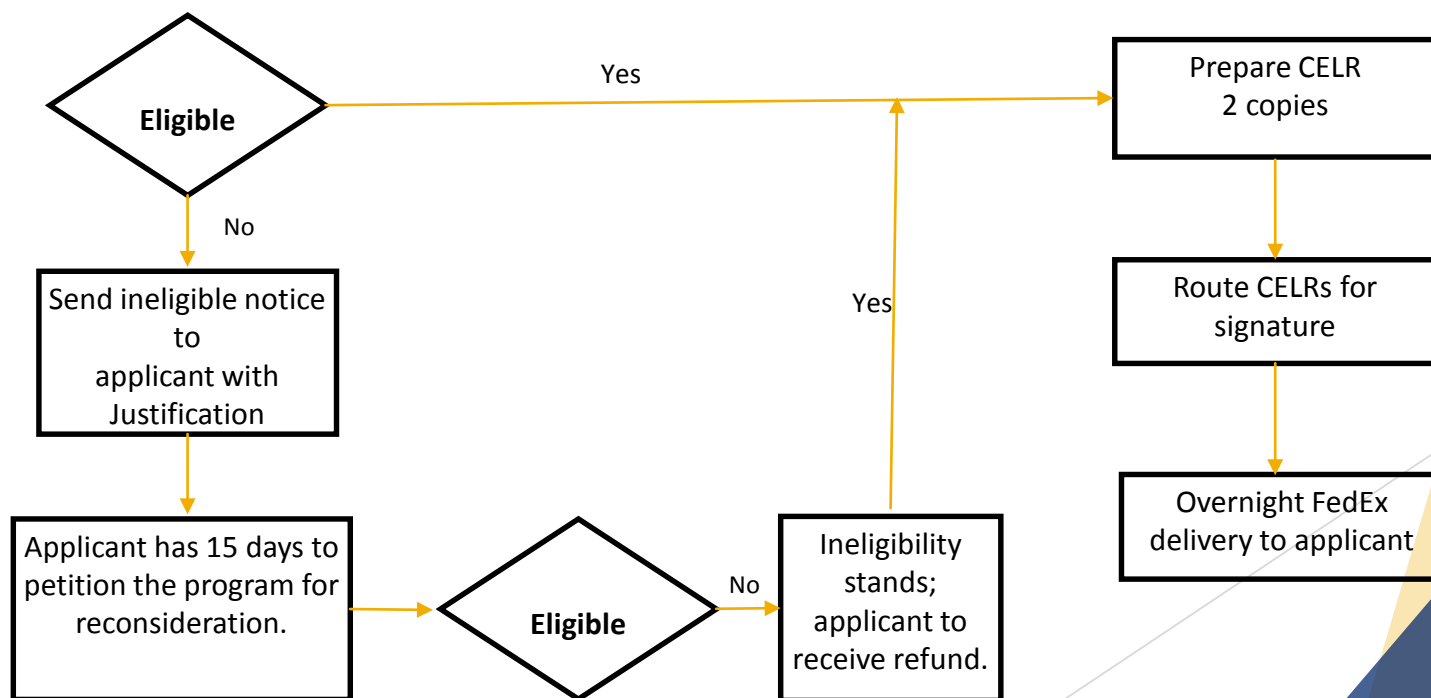 Eligible
Yes
Prepare CELR
2 copies
No
Send ineligible notice
to
applicant with
Justification
Yes
Route CELRs for
signature
Applicant has 15 days to
petition the program for
reconsideration.
Eligible
No
Ineligibility
stands;
applicant to
receive refund.
Overnight FedEx
delivery to applicant